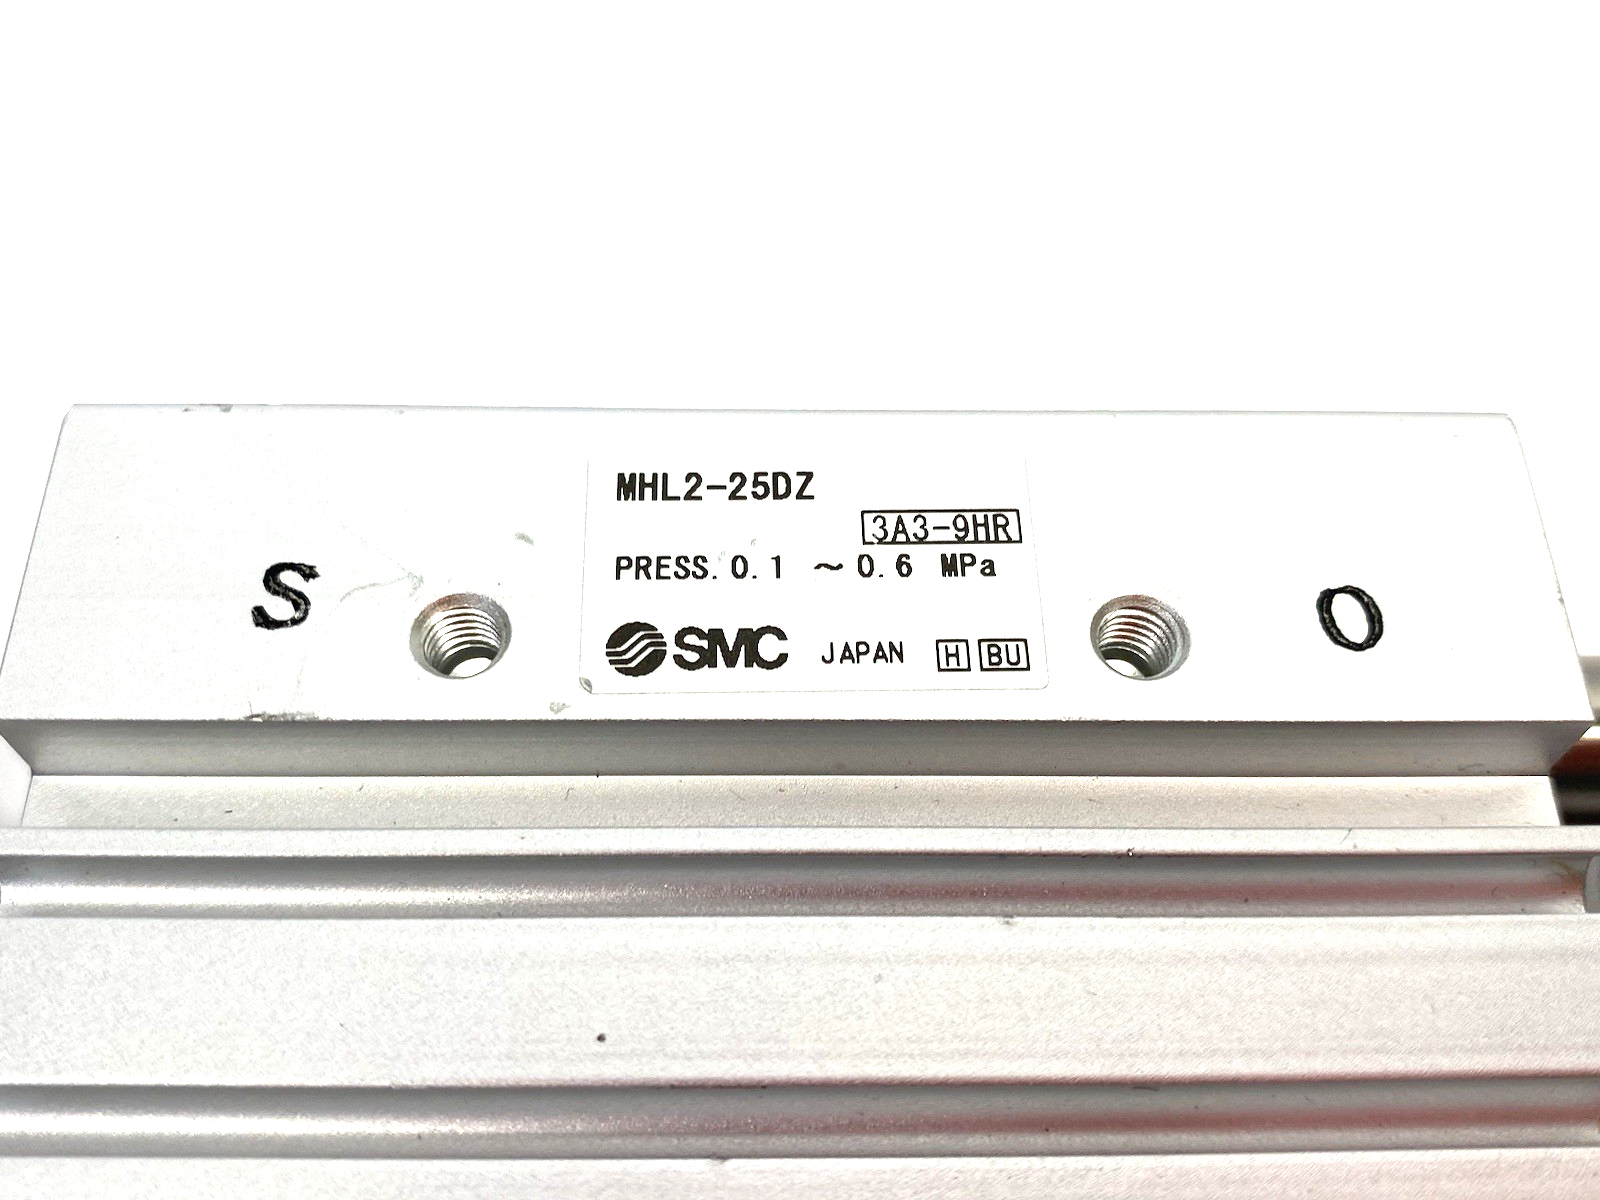 MHL2-25DZ
3A3-9HR
PRESS. 0.1 ~ 0.6 MPa
SMC JAPAN H BU
S
O